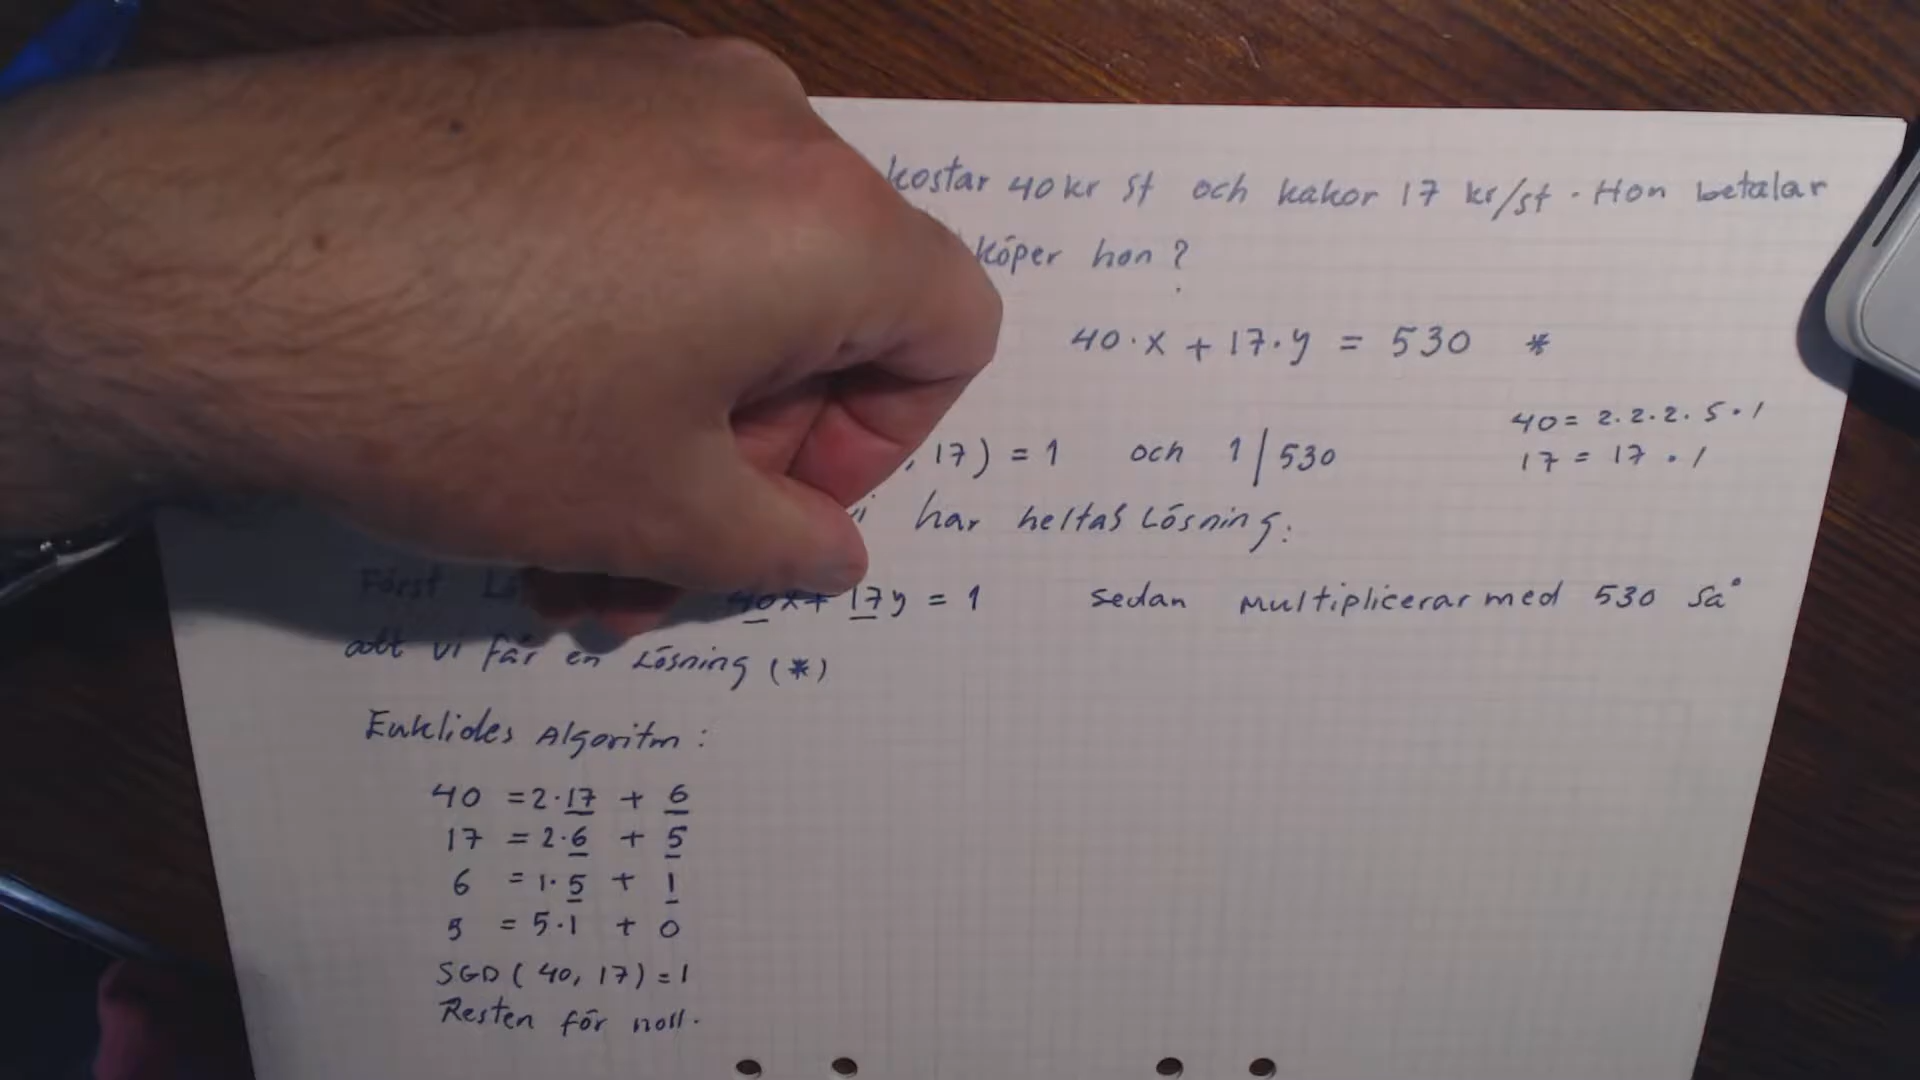 kostar 40 kr st och kakor 17 kr/st. Hon betalar
köper hon?
40·x + 17·y = 530 *
40 = 2.2.2.5.1
, 17) = 1 och 1 | 530
17 = 17 . 1
har heltalslösning:
Först 40x + 17y = 1 sedan multiplicerar med 530 så
att vi får en Lösning (*)
Euklides Algoritm:
40 = 2·17 + 6
17 = 2·6 + 5
6 = 1·5 + 1
5 = 5·1 + 0
SGD (40, 17) = 1
Resten för noll.